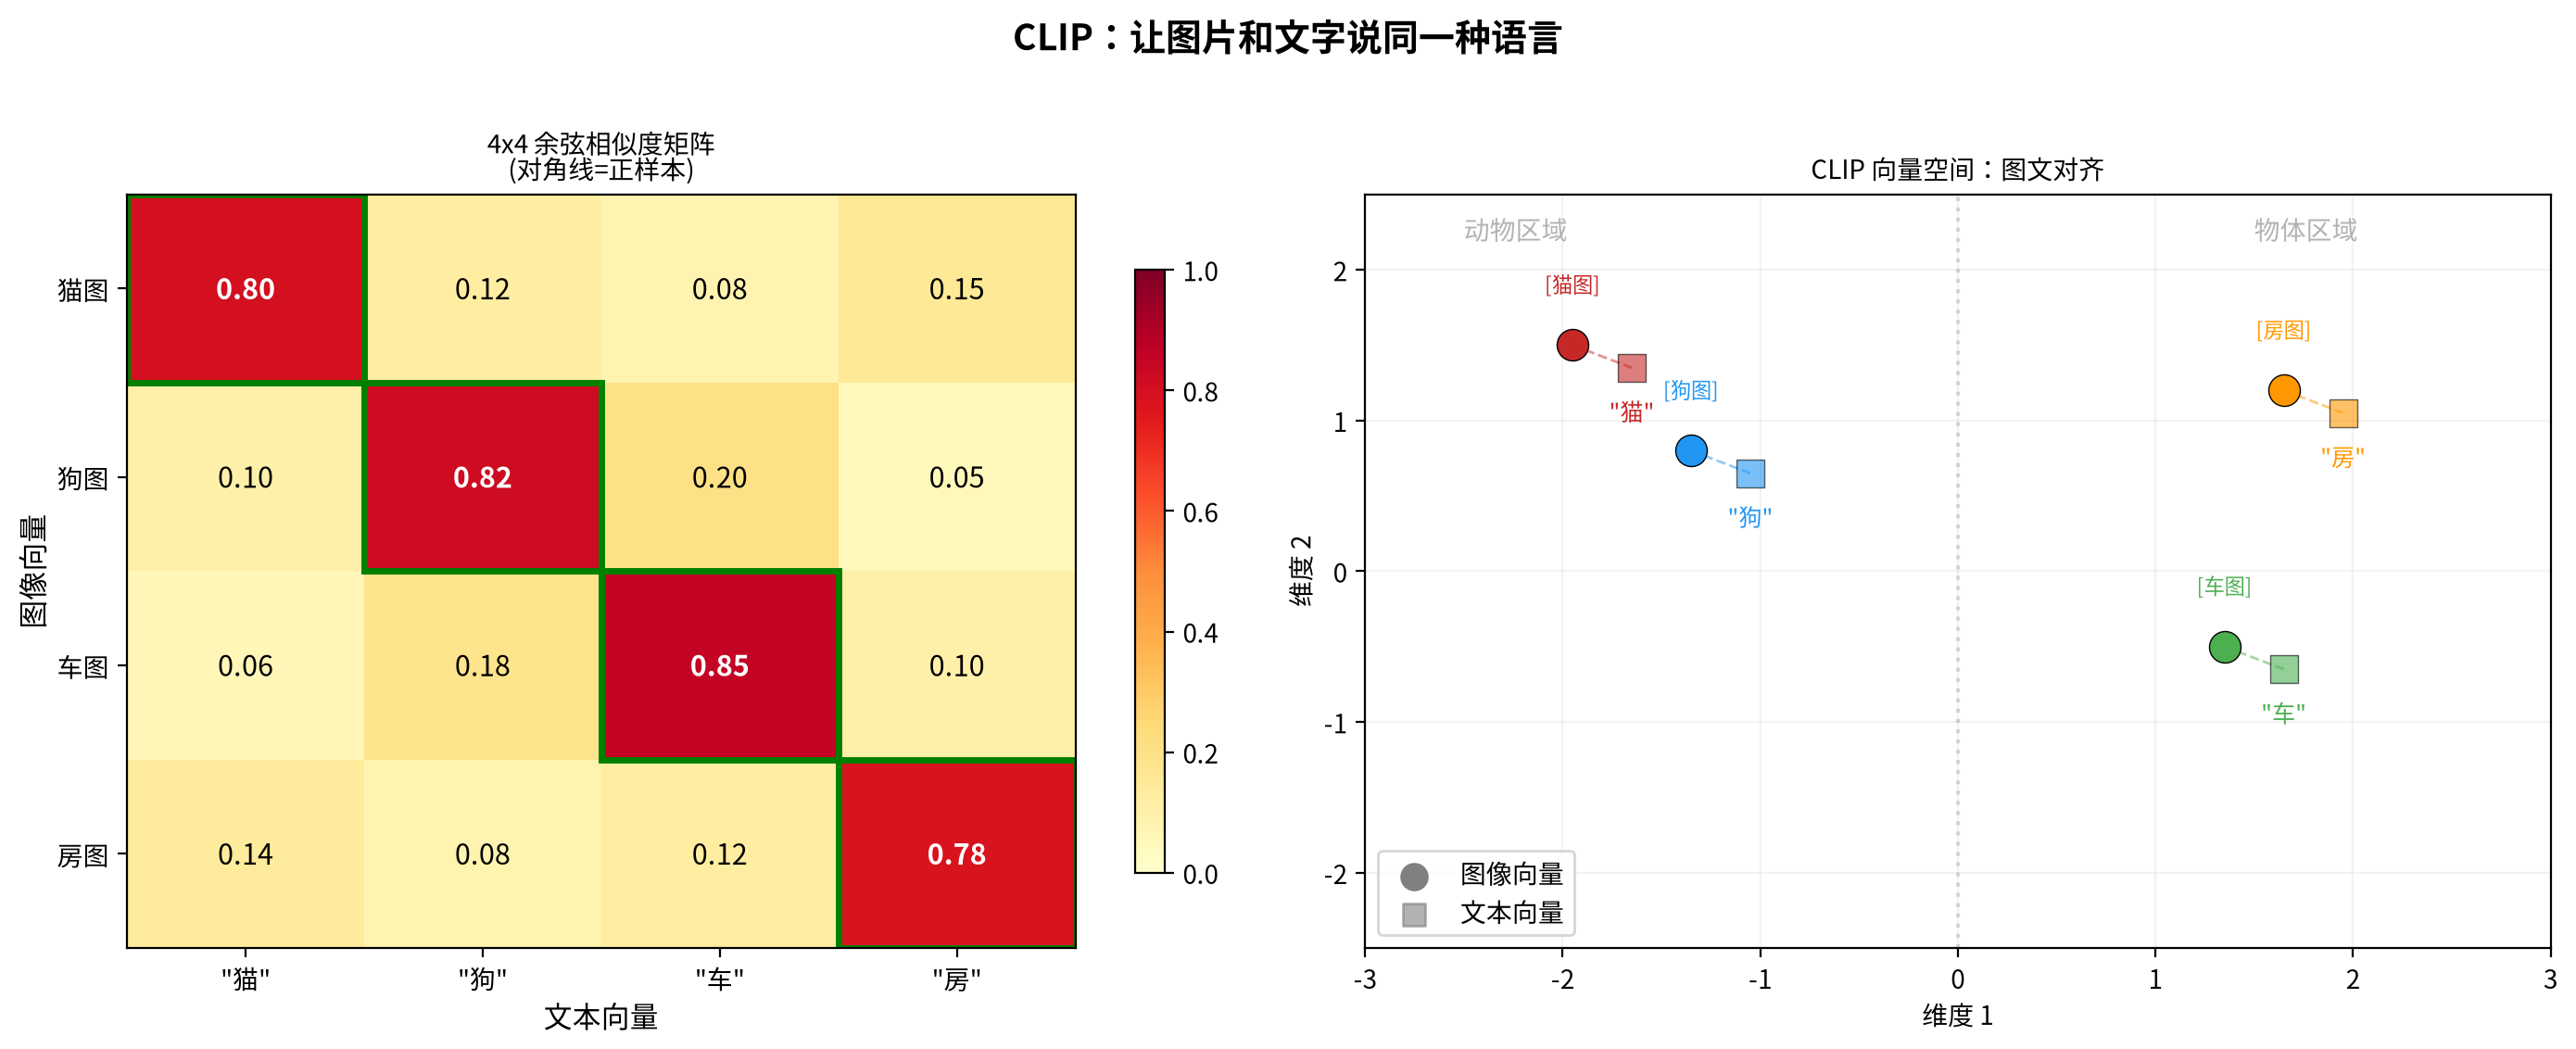 CLIP：让图片和文字说同一种语言
4x4 余弦相似度矩阵
(对角线=正样本)
图像向量
猫图 0.80 0.12 0.08 0.15
狗图 0.10 0.82 0.20 0.05
车图 0.06 0.18 0.85 0.10
房图 0.14 0.08 0.12 0.78
"猫" "狗" "车" "房"
文本向量
1.0
0.8
0.6
0.4
0.2
0.0
CLIP 向量空间：图文对齐
动物区域 物体区域
[猫图]
"猫"
[狗图]
"狗"
[房图]
"房"
[车图]
"车"
维度 2
2
1
0
-1
-2
图像向量
文本向量
-3 -2 -1 0 1 2 3
维度 1